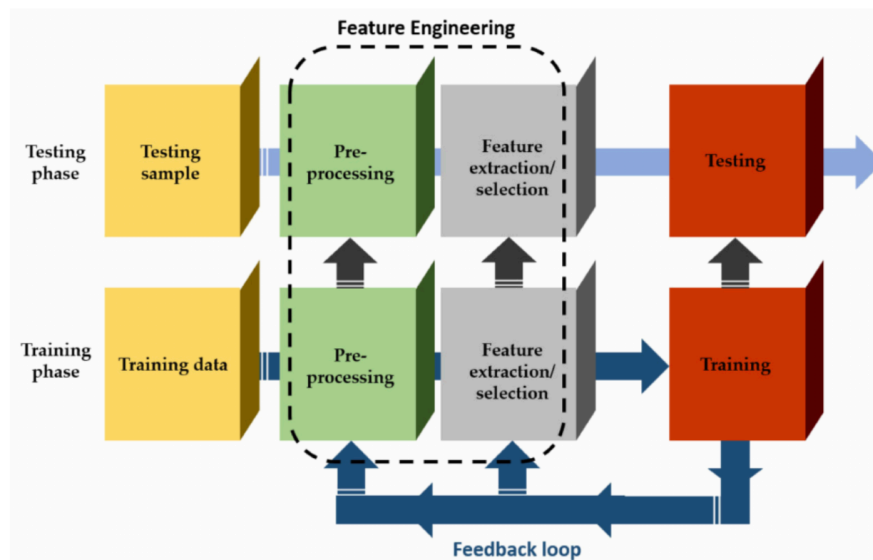 Feature Engineering
Testing
phase
Testing
sample
Pre-
processing
Feature
extraction/
selection
Testing
Training
phase
Training data
Pre-
processing
Feature
extraction/
selection
Training
Feedback loop